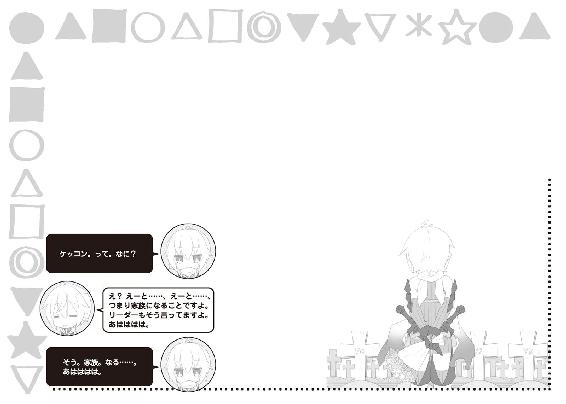 ケッコン。って。なに？
え？ えーと……、えーと……、
つまり家族になることですよ。
リーダーもそう言ってますよ。
あはははは。
そう。家族。なる……。
あはははは。